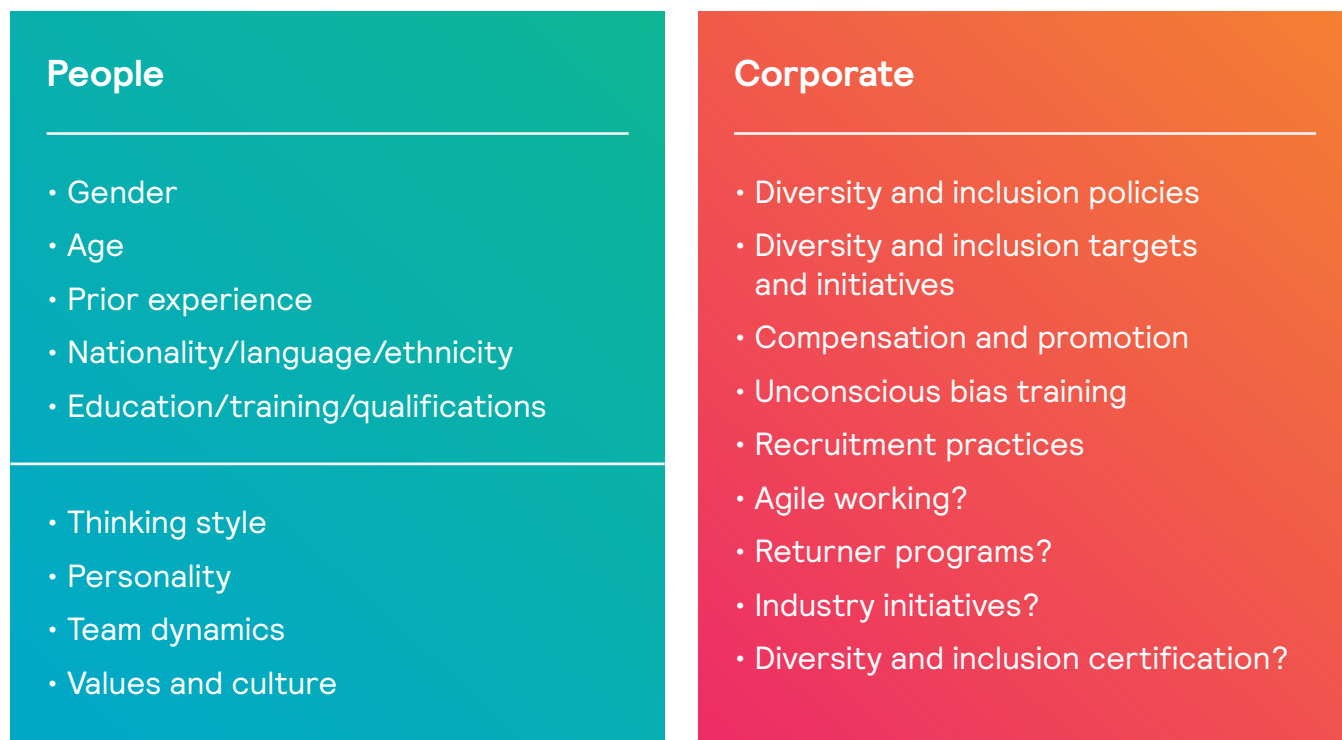 People
• Gender
• Age
• Prior experience
• Nationality/language/ethnicity
• Education/training/qualifications
• Thinking style
• Personality
• Team dynamics
• Values and culture
Corporate
• Diversity and inclusion policies
• Diversity and inclusion targets
and initiatives
• Compensation and promotion
• Unconscious bias training
• Recruitment practices
• Agile working?
• Returner programs?
• Industry initiatives?
• Diversity and inclusion certification?